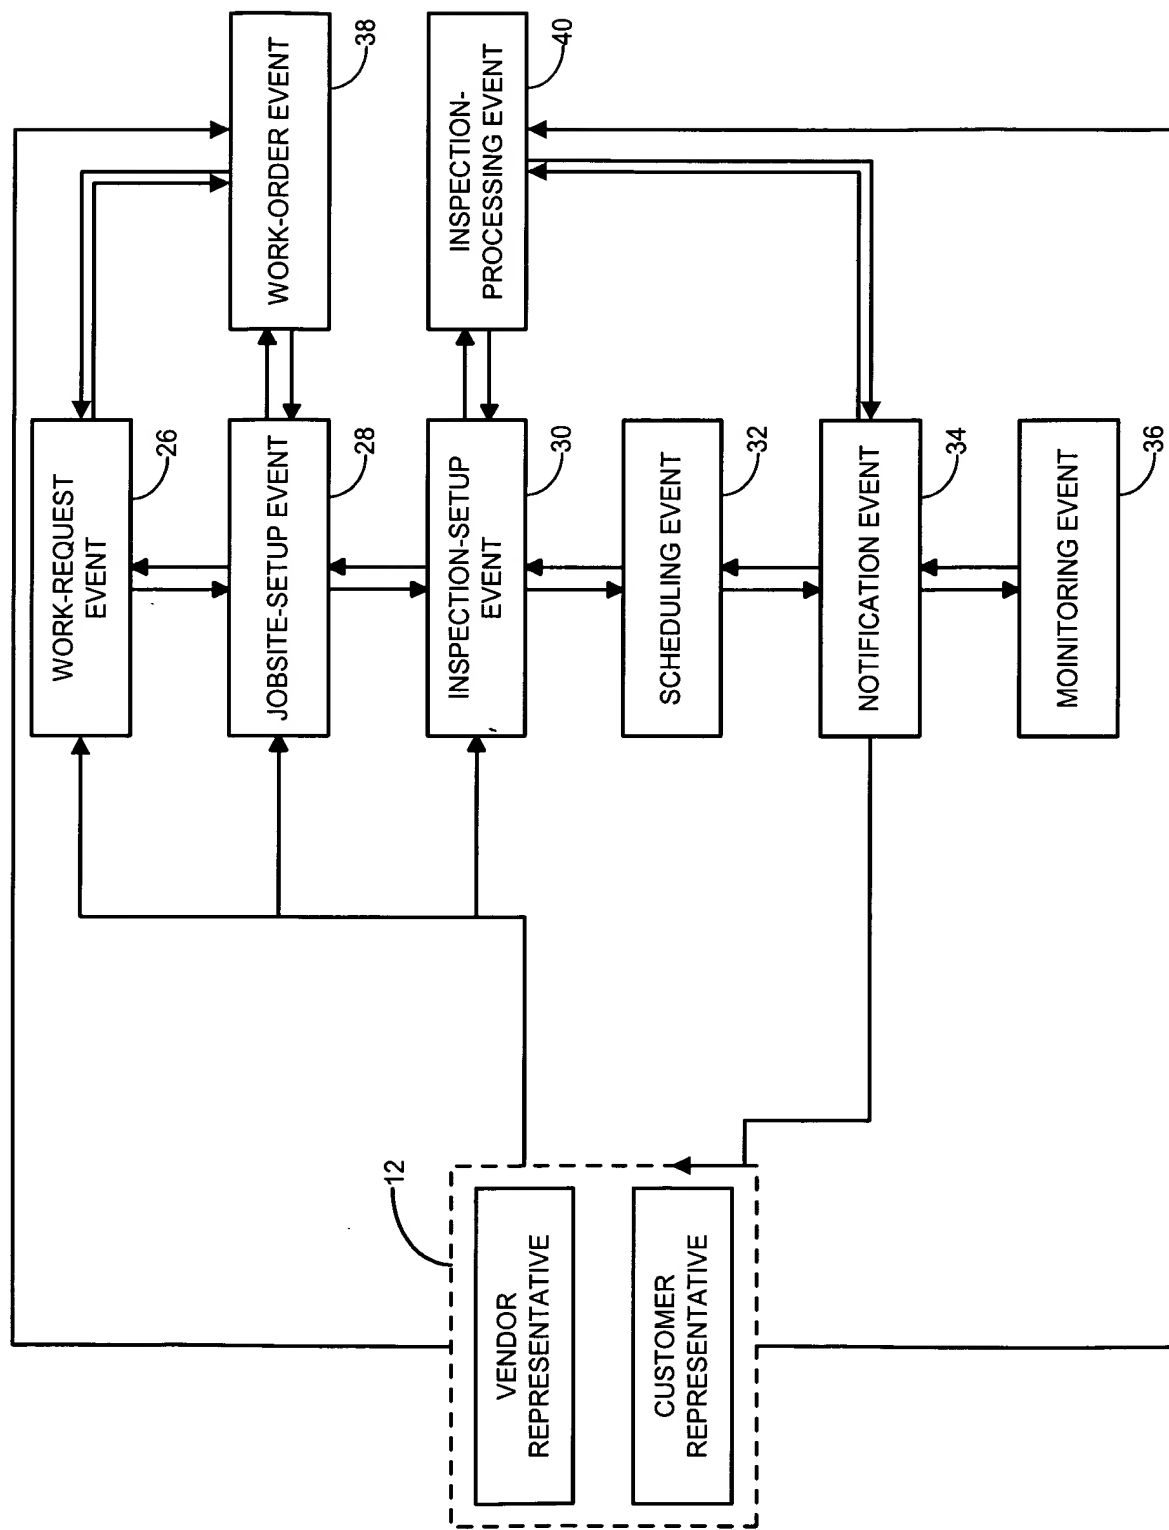 WORK-REQUEST
EVENT
26
JOBSITE-SETUP EVENT
28
INSPECTION-SETUP
EVENT
30
SCHEDULING EVENT
32
NOTIFICATION EVENT
34
MOINITORING EVENT
36
WORK-ORDER EVENT
38
INSPECTION-
PROCESSING EVENT
40
12
VENDOR
REPRESENTATIVE
CUSTOMER
REPRESENTATIVE